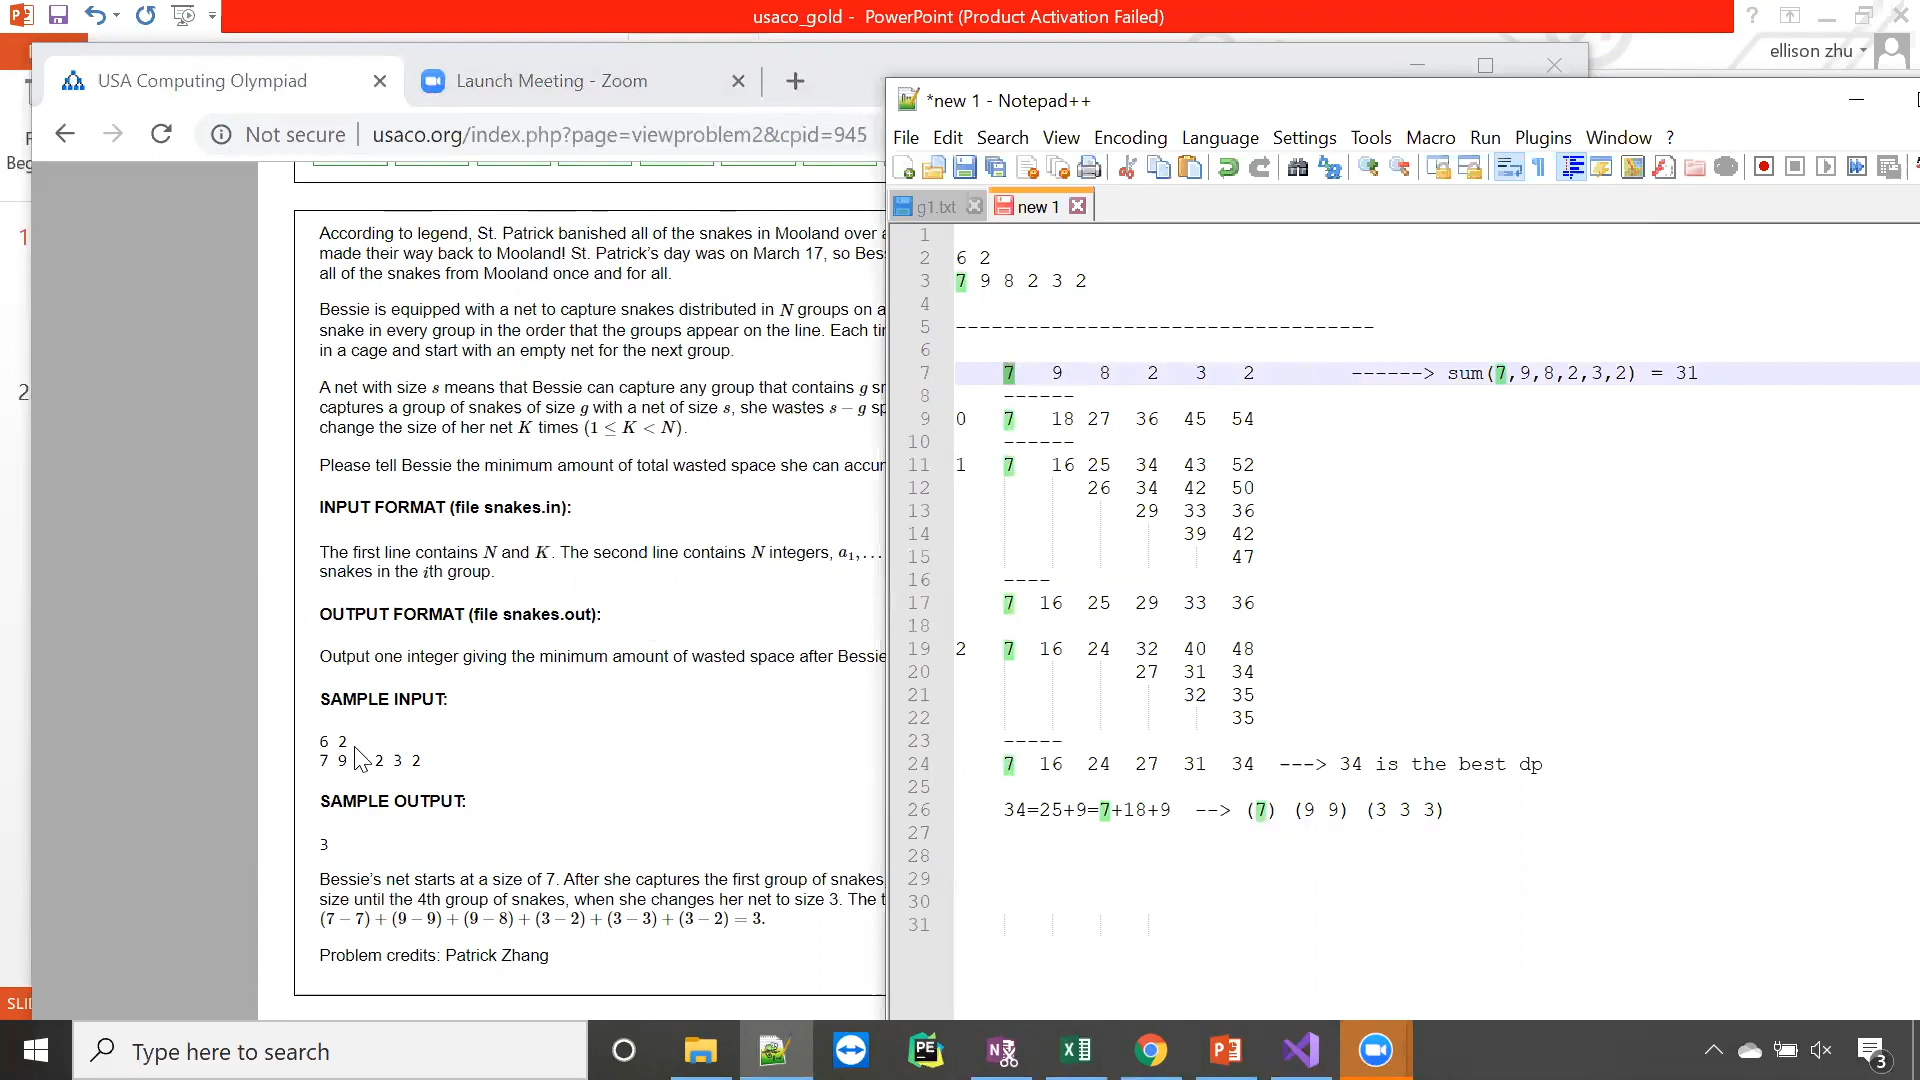 usaco_gold - PowerPoint (Product Activation Failed)
ellison zhu
USA Computing Olympiad
Launch Meeting - Zoom
Not secure | usaco.org/index.php?page=viewproblem2&cpid=945
Beg
1
2
SLI
According to legend, St. Patrick banished all of the snakes in Mooland over
made their way back to Mooland! St. Patrick's day was on March 17, so Bes
all of the snakes from Mooland once and for all.
Bessie is equipped with a net to capture snakes distributed in N groups on a
snake in every group in the order that the groups appear on the line. Each ti
in a cage and start with an empty net for the next group.
A net with size s means that Bessie can capture any group that contains g s
captures a group of snakes of size g with a net of size s, she wastes s − g sp
change the size of her net K times (1 ≤ K < N).
Please tell Bessie the minimum amount of total wasted space she can accu
INPUT FORMAT (file snakes.in):
The first line contains N and K. The second line contains N integers, a1,...
snakes in the ith group.
OUTPUT FORMAT (file snakes.out):
Output one integer giving the minimum amount of wasted space after Bessie
SAMPLE INPUT:
6 2
7 9 2 3 2
SAMPLE OUTPUT:
3
Bessie's net starts at a size of 7. After she captures the first group of snakes
size until the 4th group of snakes, when she changes her net to size 3. The t
(7 − 7) + (9 − 9) + (9 − 8) + (3 − 2) + (3 − 3) + (3 − 2) = 3.
Problem credits: Patrick Zhang
*new 1 - Notepad++
File Edit Search View Encoding Language Settings Tools Macro Run Plugins Window ?
g1.txt new 1
1
2 6 2
3 7 9 8 2 3 2
4
5 -----------------------------------
6
7 7 9 8 2 3 2 ------> sum(7,9,8,2,3,2) = 31
8 ------
9 0 7 18 27 36 45 54
10 ------
11 1 7 16 25 34 43 52
12 26 34 42 50
13 29 33 36
14 39 42
15 47
16 ----
17 7 16 25 29 33 36
18
19 2 7 16 24 32 40 48
20 27 31 34
21 32 35
22 35
23 -----
24 7 16 24 27 31 34 ---> 34 is the best dp
25
26 34=25+9=7+18+9 --> (7) (9 9) (3 3 3)
27
28
29
30
31
Type here to search
3